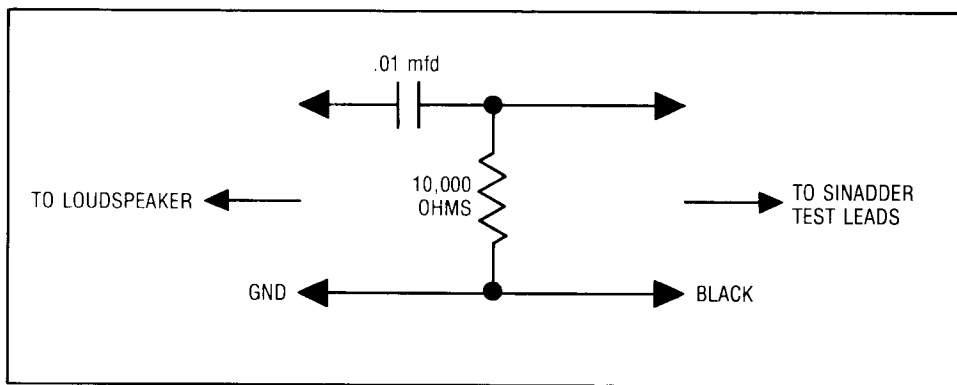 .01 mfd
10,000
OHMS
TO LOUDSPEAKER
TO SINADDER
TEST LEADS
GND
BLACK